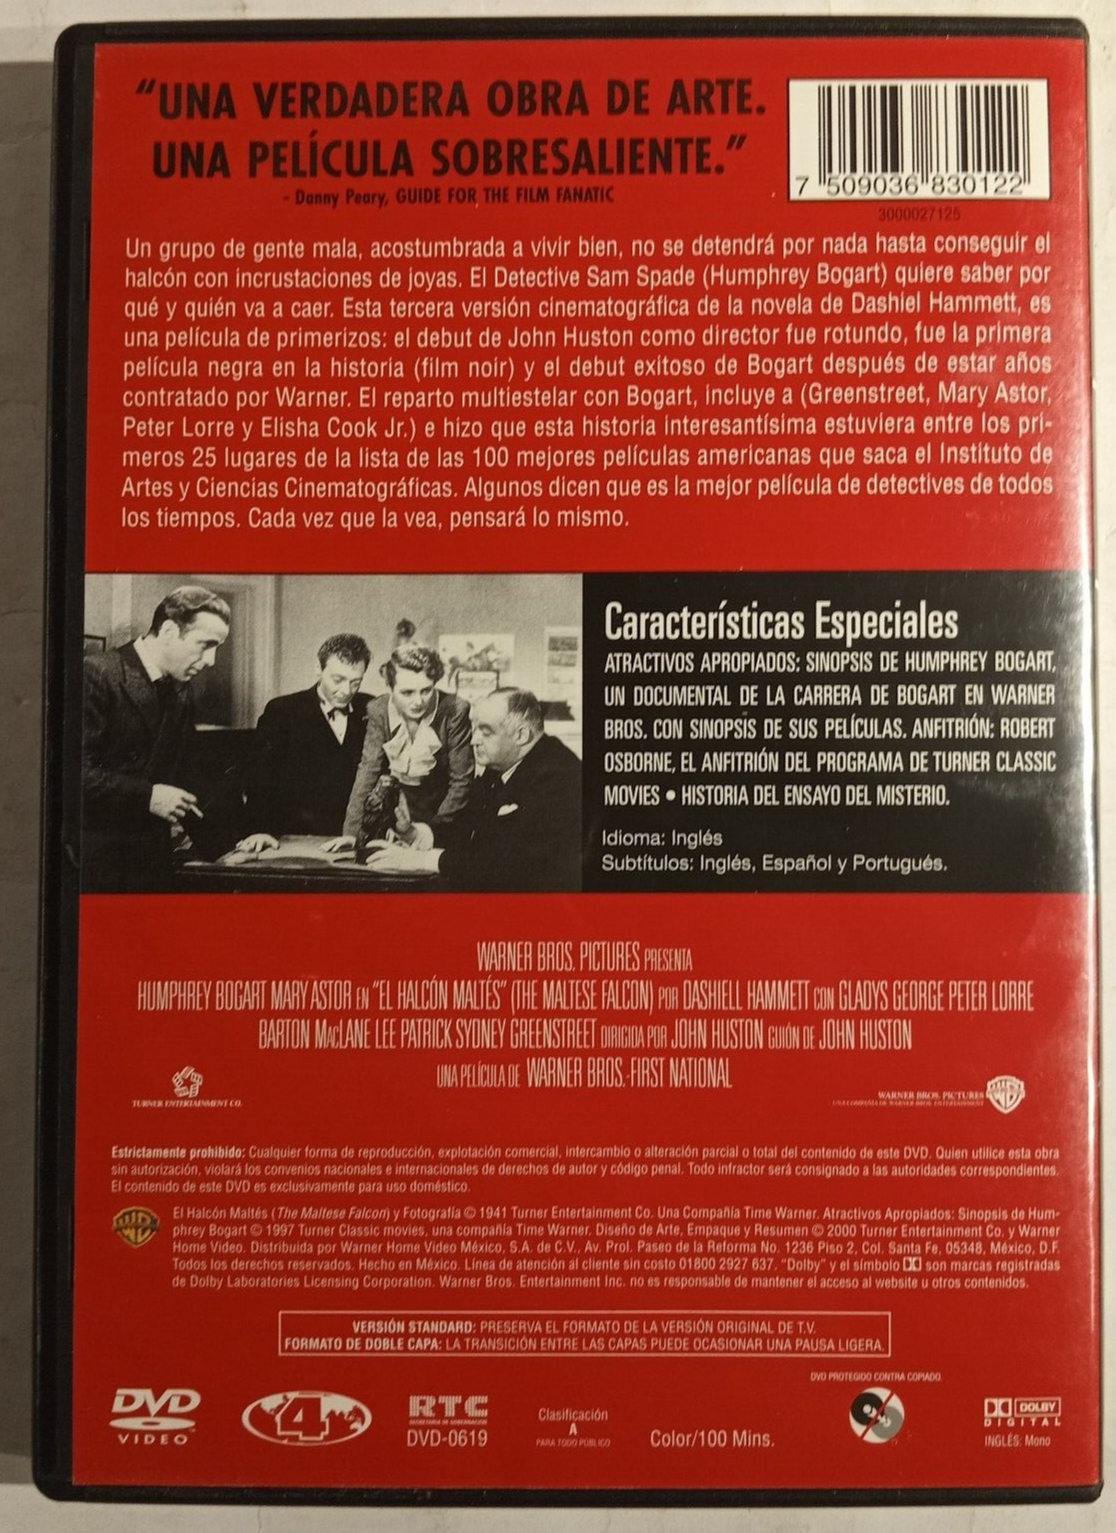 “UNA VERDADERA OBRA DE ARTE.
UNA PELÍCULA SOBRESALIENTE.”
- Danny Peary, GUIDE FOR THE FILM FANATIC
7 509036 830122
3000027125
Un grupo de gente mala, acostumbrada a vivir bien, no se detendrá por nada hasta conseguir el
halcón con incrustaciones de joyas. El Detective Sam Spade (Humphrey Bogart) quiere saber por
qué y quién va a caer. Esta tercera versión cinematográfica de la novela de Dashiel Hammett, es
una película de primerizos: el debut de John Huston como director fue rotundo, fue la primera
película negra en la historia (film noir) y el debut exitoso de Bogart después de estar años
contratado por Warner. El reparto multiestelar con Bogart, incluye a (Greenstreet, Mary Astor,
Peter Lorre y Elisha Cook Jr.) e hizo que esta historia interesantísima estuviera entre los pri-
meros 25 lugares de la lista de las 100 mejores películas americanas que saca el Instituto de
Artes y Ciencias Cinematográficas. Algunos dicen que es la mejor película de detectives de todos
los tiempos. Cada vez que la vea, pensará lo mismo.
Características Especiales
ATRACTIVOS APROPIADOS: SINOPSIS DE HUMPHREY BOGART,
UN DOCUMENTAL DE LA CARRERA DE BOGART EN WARNER
BROS. CON SINOPSIS DE SUS PELÍCULAS. ANFITRIÓN: ROBERT
OSBORNE, EL ANFITRIÓN DEL PROGRAMA DE TURNER CLASSIC
MOVIES • HISTORIA DEL ENSAYO DEL MISTERIO.
Idioma: Inglés
Subtítulos: Inglés, Español y Portugués.
WARNER BROS. PICTURES PRESENTA
HUMPHREY BOGART MARY ASTOR EN “EL HALCÓN MALTÉS” (THE MALTESE FALCON) POR DASHIELL HAMMETT CON GLADYS GEORGE PETER LORRE
BARTON MacLANE LEE PATRICK SYDNEY GREENSTREET DIRIGIDA POR JOHN HUSTON GUIÓN DE JOHN HUSTON
UNA PELÍCULA DE WARNER BROS.-FIRST NATIONAL
TURNER ENTERTAINMENT CO.
WARNER BROS. PICTURES
UNA COMPAÑIA DE WARNER BROS. ENTERTAINMENT
Estrictamente prohibido: Cualquier forma de reproducción, explotación comercial, intercambio o alteración parcial o total del contenido de este DVD. Quien utilice esta obra
sin autorización, violará los convenios nacionales e internacionales de derechos de autor y código penal. Todo infractor será consignado a las autoridades correspondientes.
El contenido de este DVD es exclusivamente para uso doméstico.
El Halcón Maltés (The Maltese Falcon) y Fotografía © 1941 Turner Entertainment Co. Una Compañía Time Warner. Atractivos Apropiados: Sinopsis de Hum-
phrey Bogart © 1997 Turner Classic movies, una compañía Time Warner. Diseño de Arte, Empaque y Resumen © 2000 Turner Entertainment Co. y Warner
Home Video. Distribuida por Warner Home Video México, S.A. de C.V., Av. Prol. Paseo de la Reforma No. 1236 Piso 2, Col. Santa Fe, 05348, México, D.F.
Todos los derechos reservados. Hecho en México. Línea de atención al cliente sin costo 01800 2927 637. "Dolby" y el símbolo DD son marcas registradas
de Dolby Laboratories Licensing Corporation. Warner Bros. Entertainment Inc. no es responsable de mantener el acceso al website u otros contenidos.
VERSIÓN STANDARD: PRESERVA EL FORMATO DE LA VERSIÓN ORIGINAL DE T.V.
FORMATO DE DOBLE CAPA: LA TRANSICIÓN ENTRE LAS CAPAS PUEDE OCASIONAR UNA PAUSA LIGERA.
DVD PROTEGIDO CONTRA COPIADO.
DVD
VIDEO
4
RTC
SECRETARIA DE GOBERNACION
DVD-0619
Clasificación
A
PARA TODO PÚBLICO
Color/100 Mins.
DOLBY
DIGITAL
INGLÉS: Mono